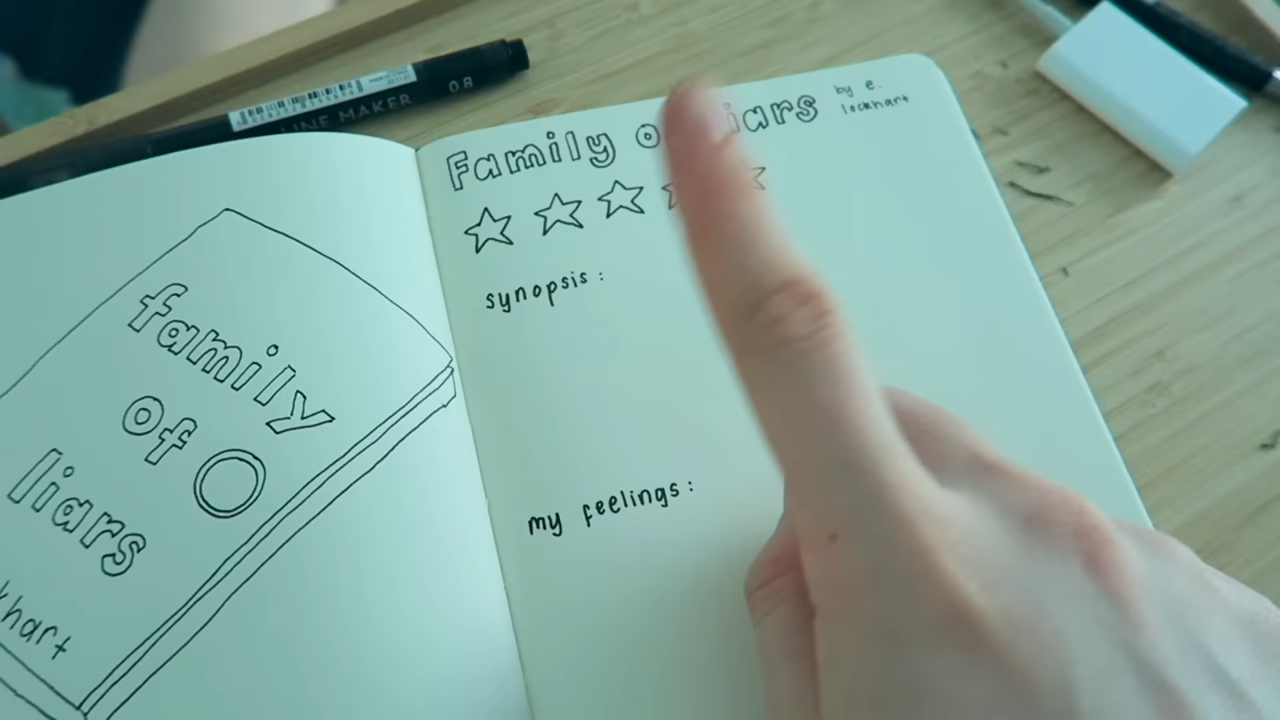 LINE MAKER 0.8
family
of
liars
khart
Family o liars
by e.
lockhart
synopsis:
my feelings: